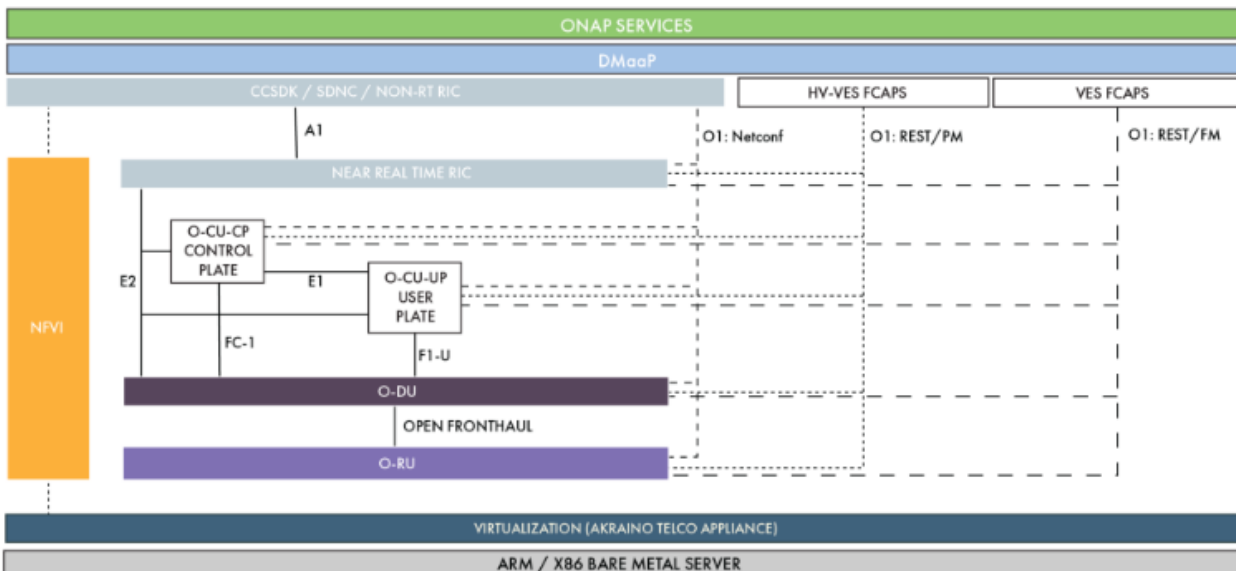 ONAP SERVICES
DMaaP
CCSDK / SDNC / NON-RT RIC
HV-VES FCAPS
VES FCAPS
A1
O1: Netconf
O1: REST/PM
O1: REST/FM
NEAR REAL TIME RIC
O-CU-CP
CONTROL
PLATE
E2
E1
O-CU-UP
USER
PLATE
NFVI
FC-1
F1-U
O-DU
OPEN FRONTHAUL
O-RU
VIRTUALIZATION (AKRAINO TELCO APPLIANCE)
ARM / X86 BARE METAL SERVER